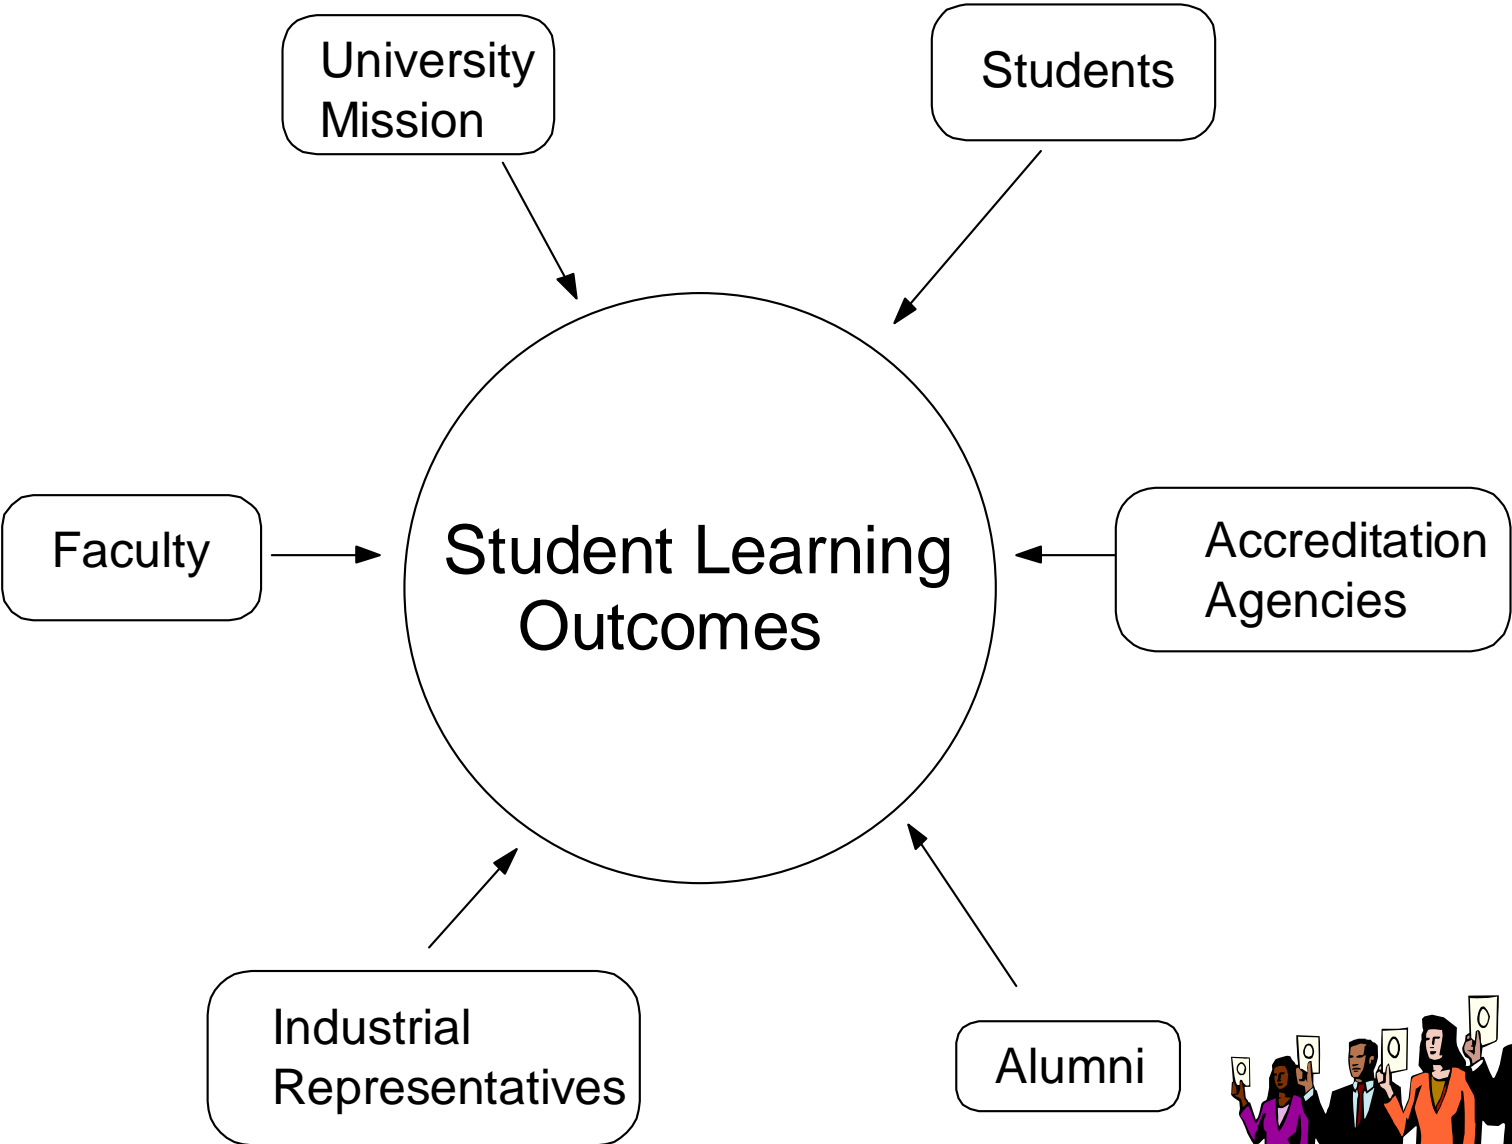 University
Mission
Students
Faculty
Student Learning
Outcomes
Accreditation
Agencies
Industrial
Representatives
Alumni